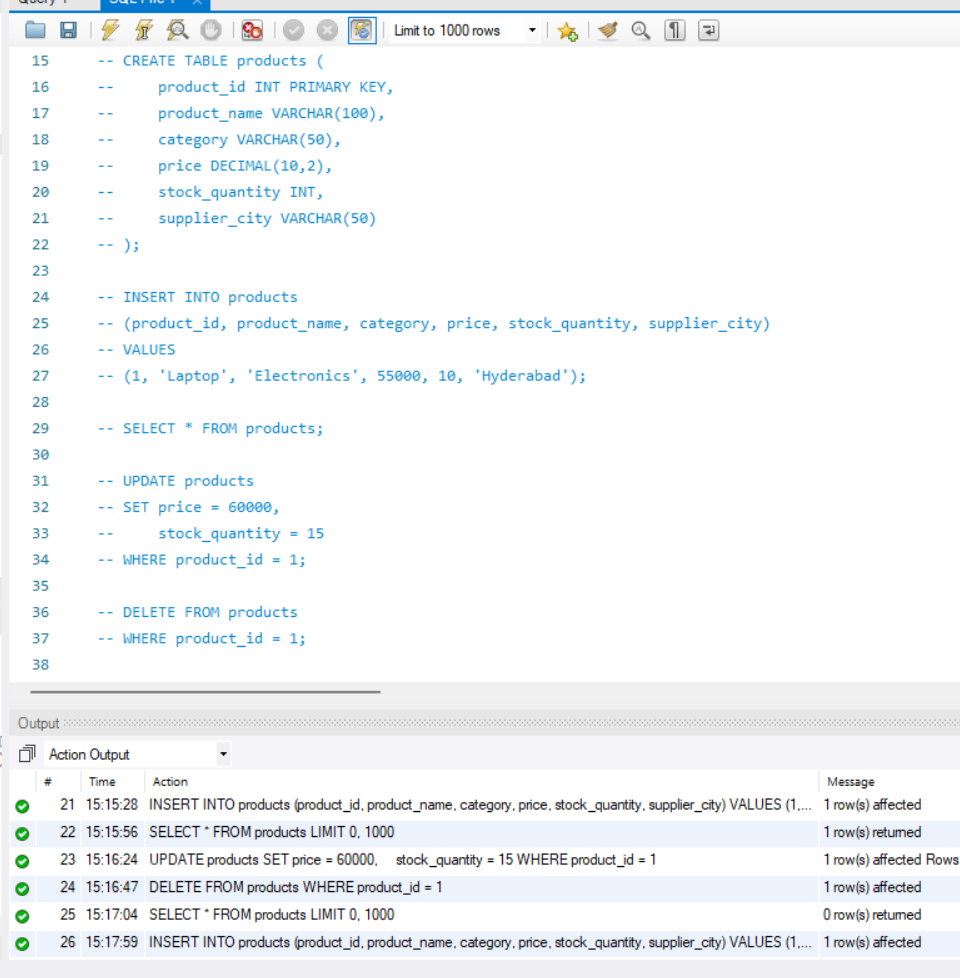 Query 1
SQL File 1
Limit to 1000 rows
15 -- CREATE TABLE products (
16 -- product_id INT PRIMARY KEY,
17 -- product_name VARCHAR(100),
18 -- category VARCHAR(50),
19 -- price DECIMAL(10,2),
20 -- stock_quantity INT,
21 -- supplier_city VARCHAR(50)
22 -- );
23
24 -- INSERT INTO products
25 -- (product_id, product_name, category, price, stock_quantity, supplier_city)
26 -- VALUES
27 -- (1, 'Laptop', 'Electronics', 55000, 10, 'Hyderabad');
28
29 -- SELECT * FROM products;
30
31 -- UPDATE products
32 -- SET price = 60000,
33 -- stock_quantity = 15
34 -- WHERE product_id = 1;
35
36 -- DELETE FROM products
37 -- WHERE product_id = 1;
38
Output
Action Output
# Time Action Message
21 15:15:28 INSERT INTO products (product_id, product_name, category, price, stock_quantity, supplier_city) VALUES (1,... 1 row(s) affected
22 15:15:56 SELECT * FROM products LIMIT 0, 1000 1 row(s) returned
23 15:16:24 UPDATE products SET price = 60000, stock_quantity = 15 WHERE product_id = 1 1 row(s) affected Rows
24 15:16:47 DELETE FROM products WHERE product_id = 1 1 row(s) affected
25 15:17:04 SELECT * FROM products LIMIT 0, 1000 0 row(s) returned
26 15:17:59 INSERT INTO products (product_id, product_name, category, price, stock_quantity, supplier_city) VALUES (1,... 1 row(s) affected